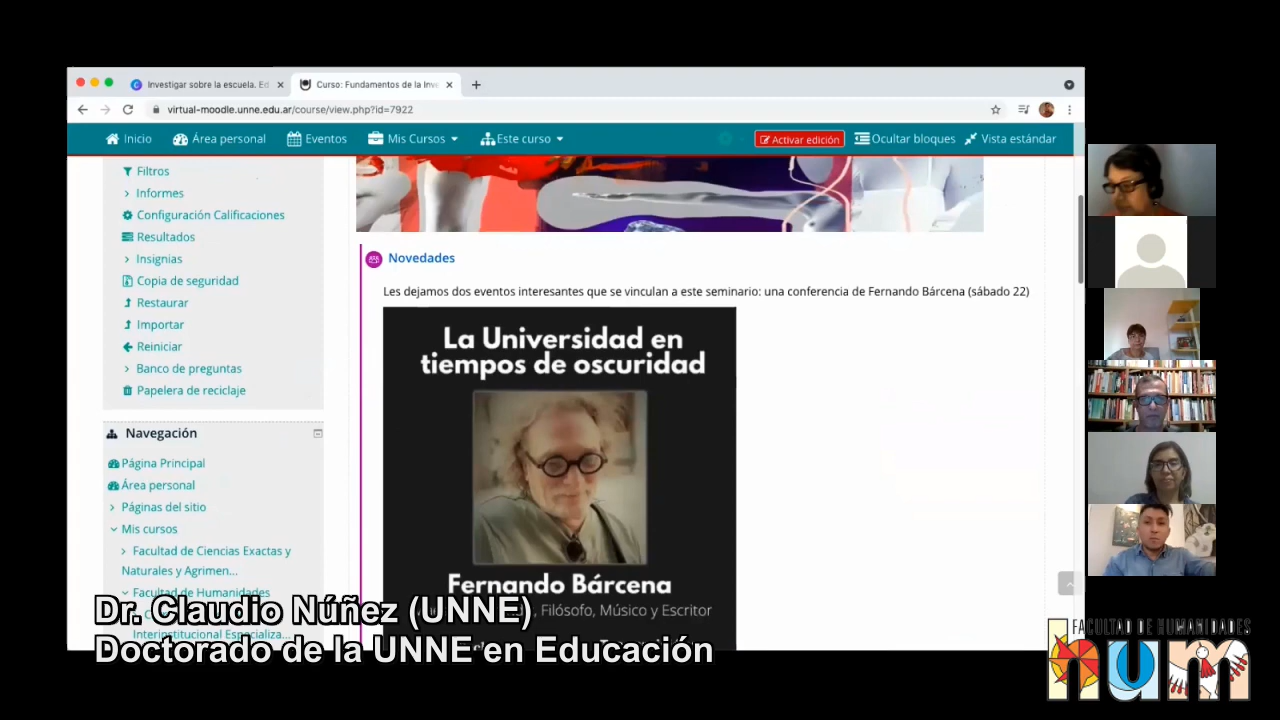 Investigar sobre la escuela. Ed
Curso: Fundamentos de la Inve
virtual-moodle.unne.edu.ar/course/view.php?id=7922
Inicio Área personal Eventos Mis Cursos Este curso Activar edición Ocultar bloques Vista estándar
Filtros
Informes
Configuración Calificaciones
Resultados
Insignias
Copia de seguridad
Restaurar
Importar
Reiniciar
Banco de preguntas
Papelera de reciclaje
Navegación
Página Principal
Área personal
Páginas del sitio
Mis cursos
Facultad de Ciencias Exactas y
Naturales y Agrimen...
Facultad de Humanidades
Interinstitucional Especializa...
Novedades
Les dejamos dos eventos interesantes que se vinculan a este seminario: una conferencia de Fernando Bárcena (sábado 22)
La Universidad en
tiempos de oscuridad
Fernando Bárcena
Filósofo, Músico y Escritor
Dr. Claudio Núñez (UNNE)
Doctorado de la UNNE en Educación
FACULTAD DE HUMANIDADES
hum